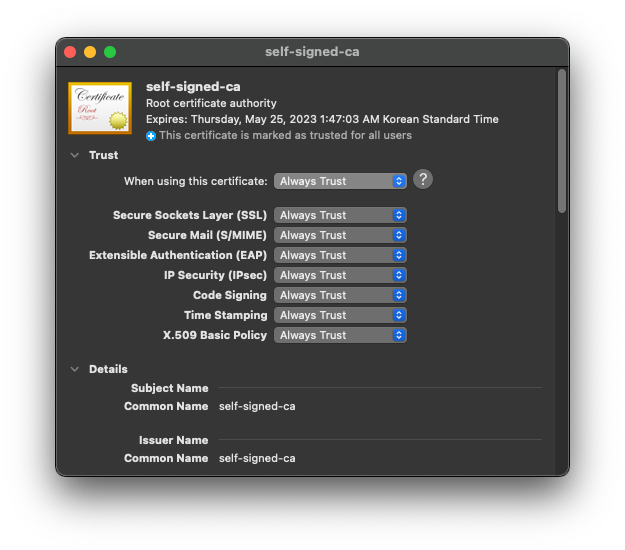 self-signed-ca
Certificate
Root
self-signed-ca
Root certificate authority
Expires: Thursday, May 25, 2023 1:47:03 AM Korean Standard Time
This certificate is marked as trusted for all users
Trust
When using this certificate: Always Trust ?
Secure Sockets Layer (SSL) Always Trust
Secure Mail (S/MIME) Always Trust
Extensible Authentication (EAP) Always Trust
IP Security (IPsec) Always Trust
Code Signing Always Trust
Time Stamping Always Trust
X.509 Basic Policy Always Trust
Details
Subject Name
Common Name self-signed-ca
Issuer Name
Common Name self-signed-ca